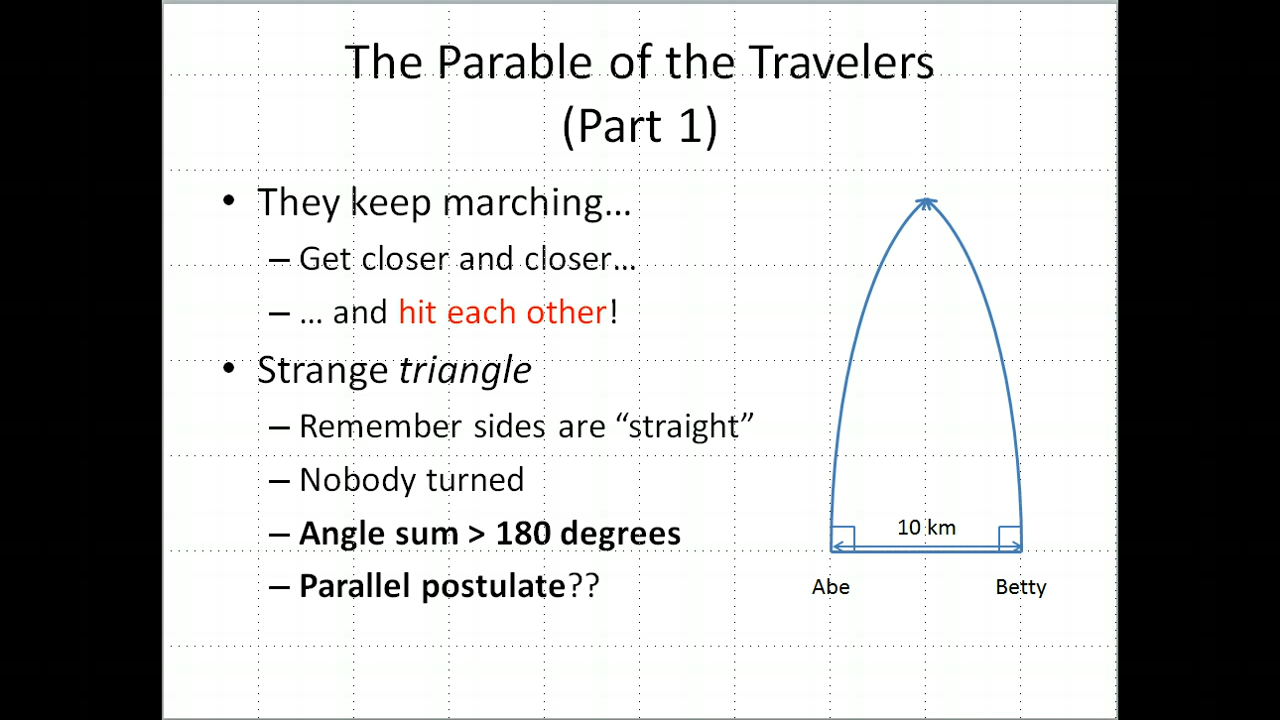 The Parable of the Travelers
(Part 1)
• They keep marching…
– Get closer and closer…
– … and hit each other!
• Strange triangle
– Remember sides are “straight”
– Nobody turned
– Angle sum > 180 degrees
– Parallel postulate??
10 km
Abe
Betty